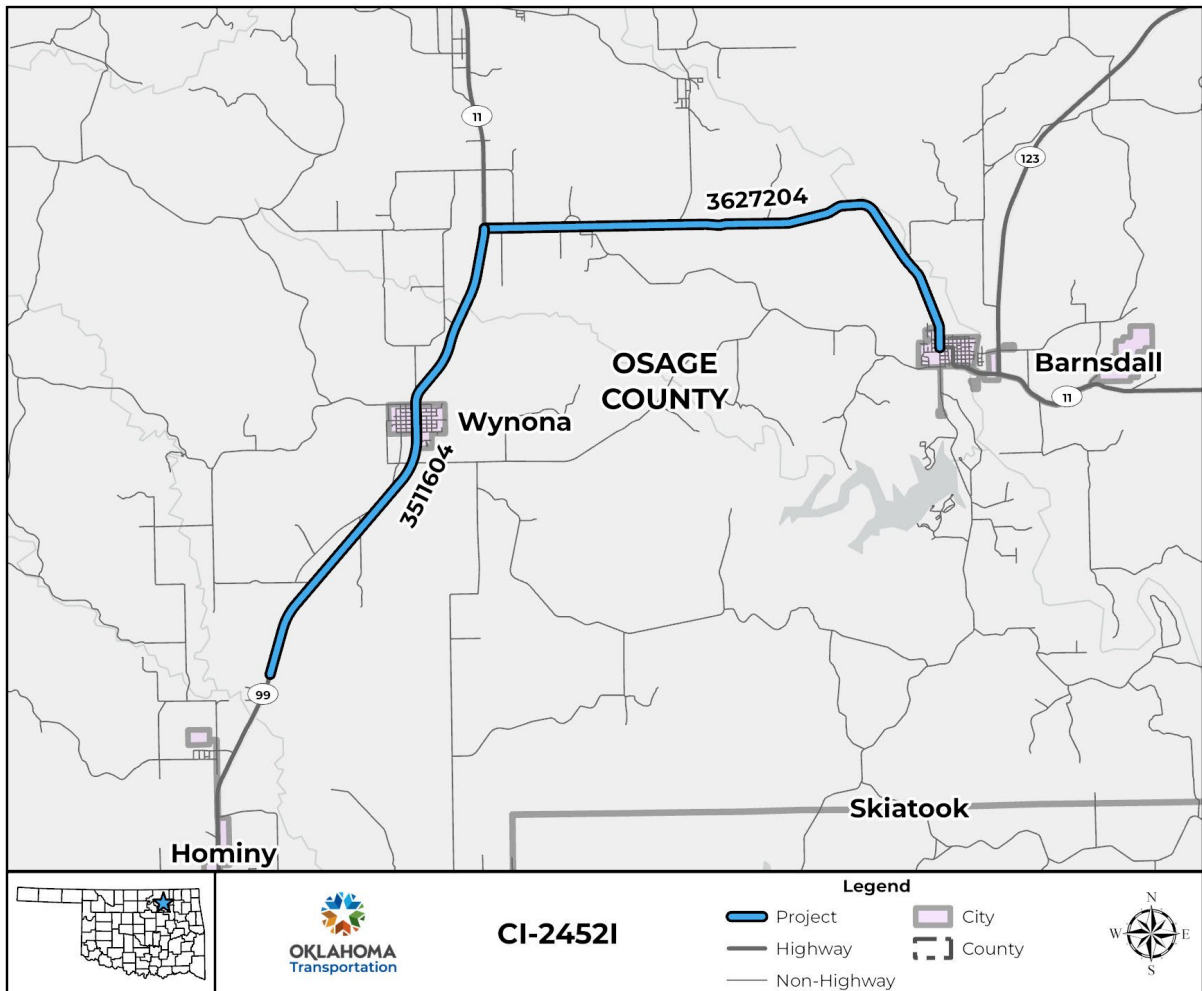 11
123
3627204
OSAGE
COUNTY
Barnsdall
11
Wynona
3511604
99
Skiatook
Hominy
OKLAHOMA
Transportation
CI-2452I
Legend
Project
City
Highway
County
Non-Highway
N
W
E
S